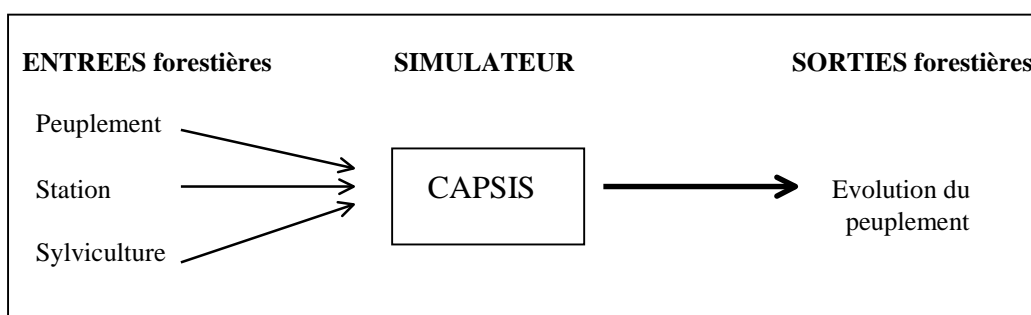 ENTREES forestières
SIMULATEUR
SORTIES forestières
Peuplement
Station
Sylviculture
CAPSIS
Evolution du
peuplement